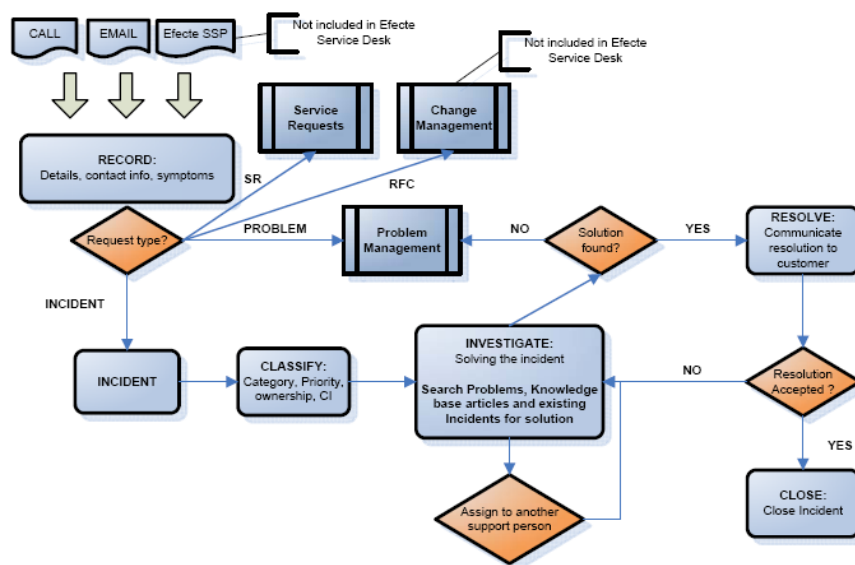 CALL
EMAIL
Efecte SSP
Not included in Efecte
Service Desk
Not included in Efecte
Service Desk
Service
Requests
Change
Management
RECORD:
Details, contact info, symptoms
SR
RFC
Request type?
PROBLEM
Problem
Management
NO
Solution
found?
YES
RESOLVE:
Communicate
resolution to
customer
INCIDENT
INCIDENT
CLASSIFY:
Category, Priority,
ownership, CI
INVESTIGATE:
Solving the incident
Search Problems, Knowledge
base articles and existing
Incidents for solution
NO
Resolution
Accepted ?
YES
Assign to another
support person
CLOSE:
Close Incident